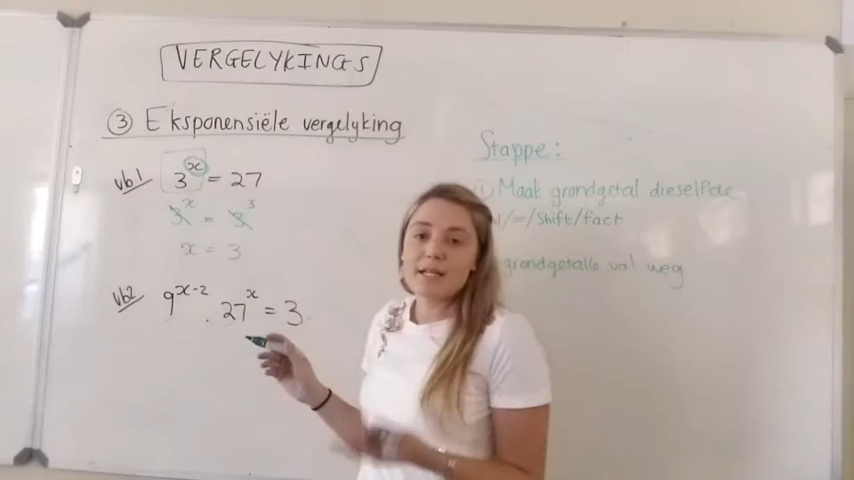 VERGELYKINGS
③ Eksponensiële vergelyking
vb1 3^x = 27
3^x = 3^3
x = 3
vb2 9^(x-2) . 27^x = 3
Stappe:
① Maak grondgetal dieselfde
/=/Shift/fact
grondgetalle val weg